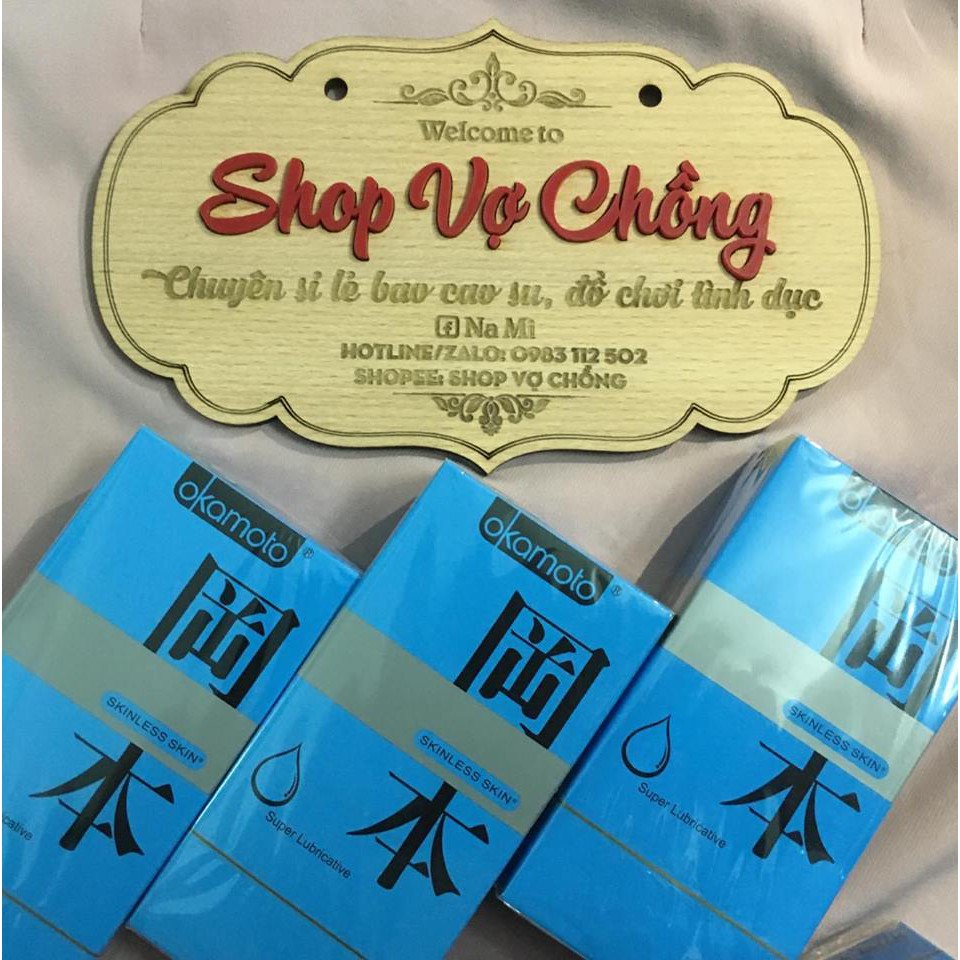 Welcome to
Shop Vợ Chồng
Chuyên sỉ lẻ bao cao su, đồ chơi tình dục
Na Mi
HOTLINE/ZALO: 0983 112 502
SHOPEE: SHOP VỢ CHỒNG
okamoto®
岡本
SKINLESS SKIN®
Lubricative
okamoto®
岡本
SKINLESS SKIN®
Super Lubricative
okamoto
岡本
SKINLESS SKIN®
Super Lubricative